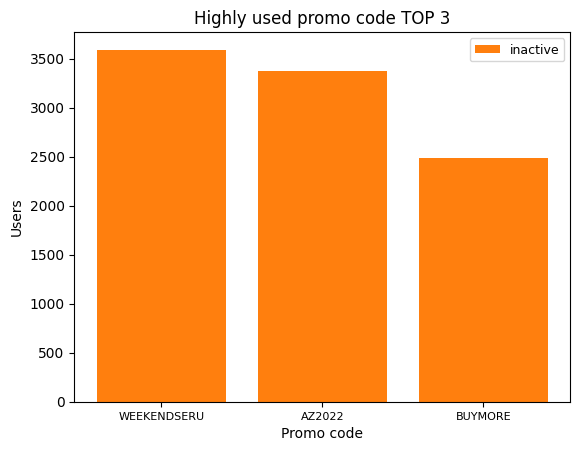 Highly used promo code TOP 3
inactive
3500
3000
2500
2000
1500
1000
500
0
Users
WEEKENDSERU AZ2022 BUYMORE
Promo code